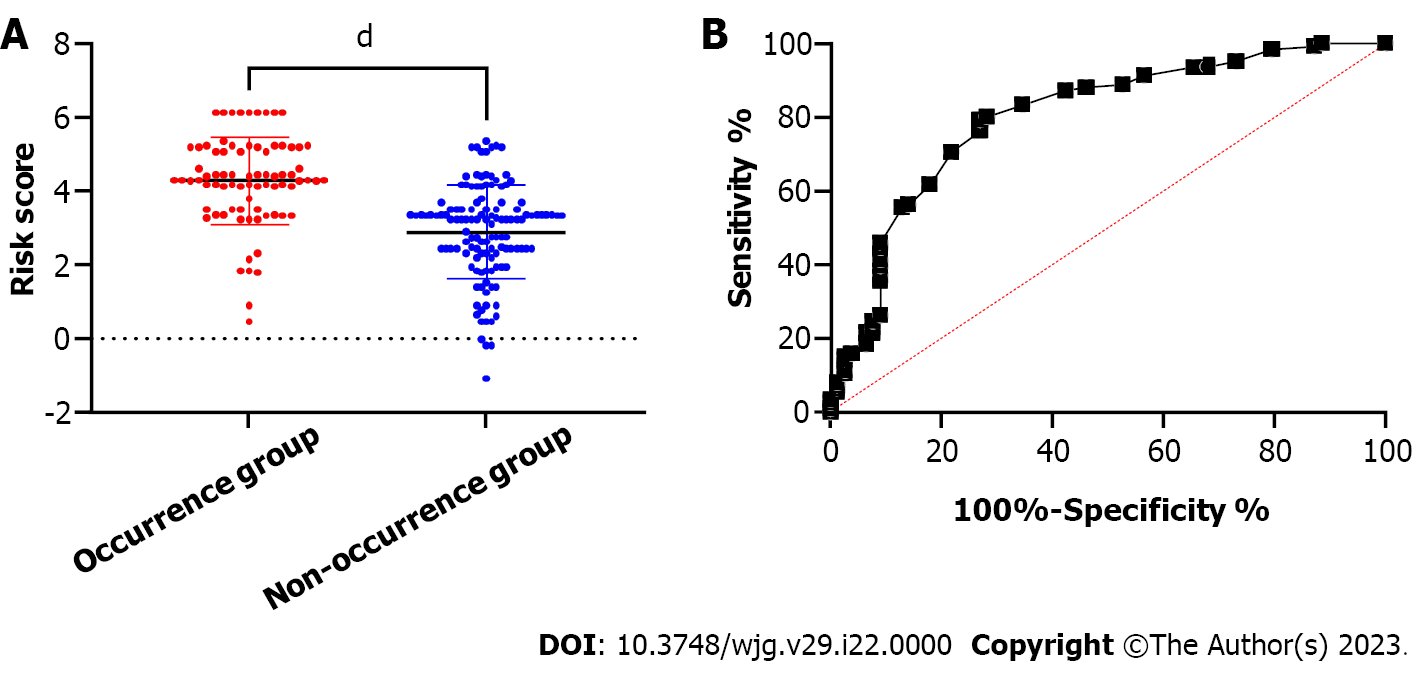 A
d
8
6
4
2
0
-2
Risk score
Occurrence group
Non-occurrence group
B
100
80
60
40
20
0
Sensitivity %
0 20 40 60 80 100
100%-Specificity %
DOI: 10.3748/wjg.v29.i22.0000 Copyright ©The Author(s) 2023.